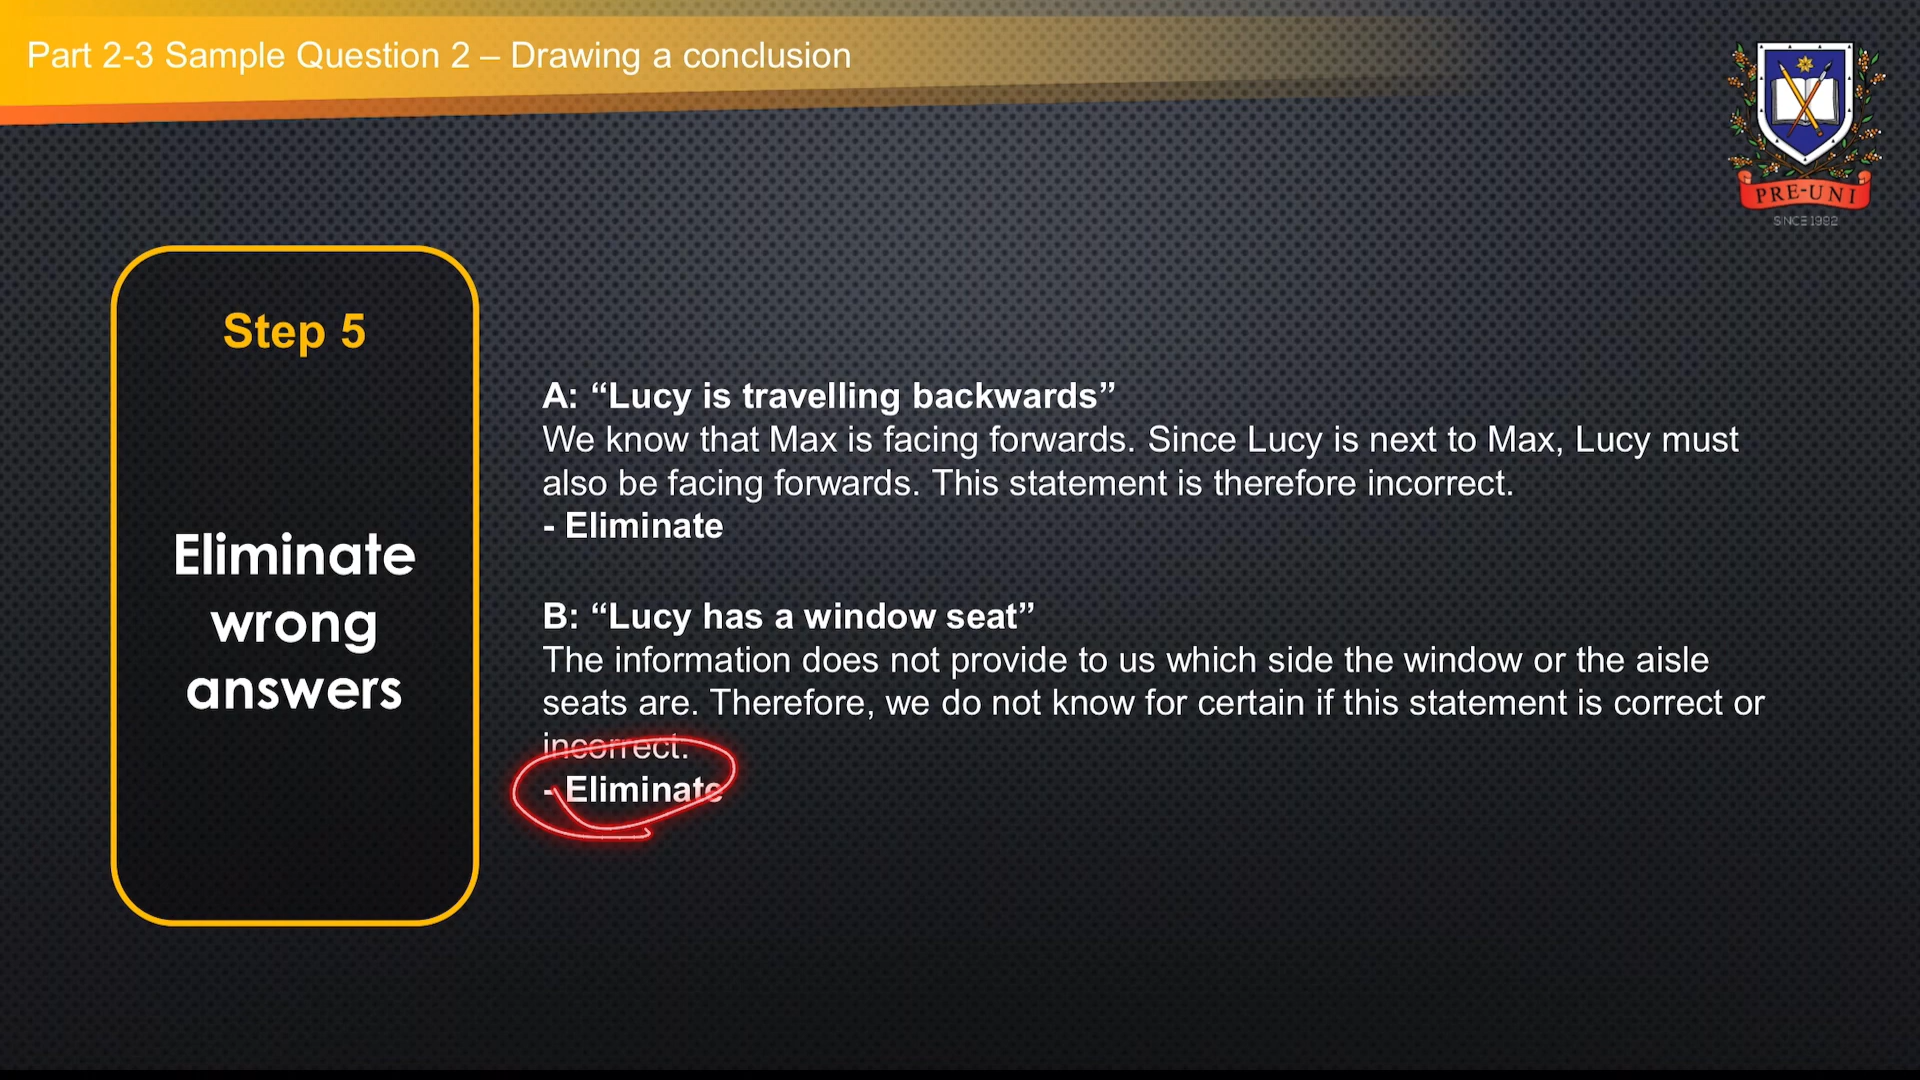 Part 2-3 Sample Question 2 – Drawing a conclusion
PRE-UNI
SINCE 1992
Step 5
Eliminate
wrong
answers
A: “Lucy is travelling backwards”
We know that Max is facing forwards. Since Lucy is next to Max, Lucy must
also be facing forwards. This statement is therefore incorrect.
- Eliminate
B: “Lucy has a window seat”
The information does not provide to us which side the window or the aisle
seats are. Therefore, we do not know for certain if this statement is correct or
incorrect.
- Eliminate